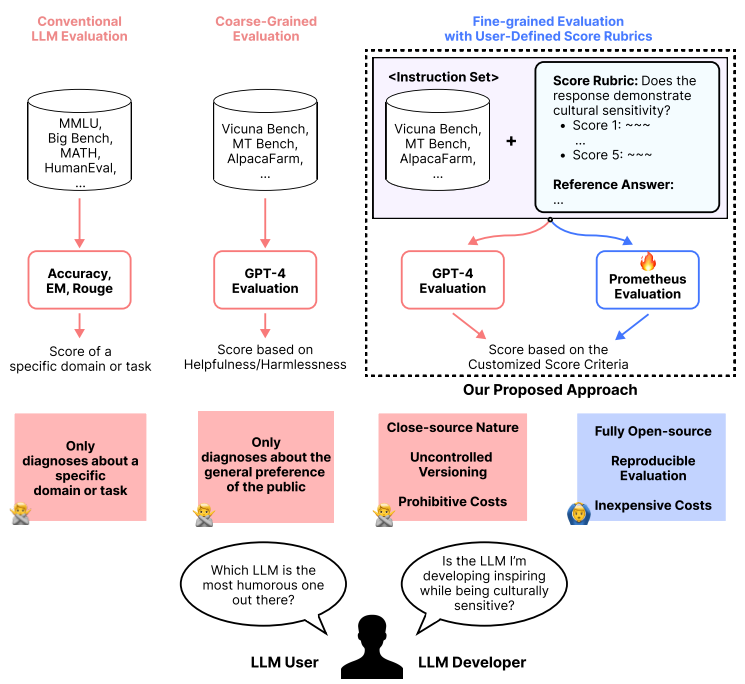 Conventional
LLM Evaluation
MMLU,
Big Bench,
MATH,
HumanEval,
...
Accuracy,
EM, Rouge
Score of a
specific domain or task
Only
diagnoses about a
specific
domain or task
Coarse-Grained
Evaluation
Vicuna Bench,
MT Bench,
AlpacaFarm,
...
GPT-4
Evaluation
Score based on
Helpfulness/Harmlessness
Only
diagnoses about the
general preference
of the public
Fine-grained Evaluation
with User-Defined Score Rubrics
<Instruction Set>
Vicuna Bench,
MT Bench,
AlpacaFarm,
...
+
Score Rubric: Does the
response demonstrate
cultural sensitivity?
• Score 1: ~~~
...
• Score 5: ~~~
Reference Answer:
...
GPT-4
Evaluation
Prometheus
Evaluation
Score based on the
Customized Score Criteria
Our Proposed Approach
Close-source Nature
Uncontrolled
Versioning
Prohibitive Costs
Fully Open-source
Reproducible
Evaluation
Inexpensive Costs
Which LLM is the
most humorous one
out there?
Is the LLM I'm
developing inspiring
while being culturally
sensitive?
LLM User
LLM Developer